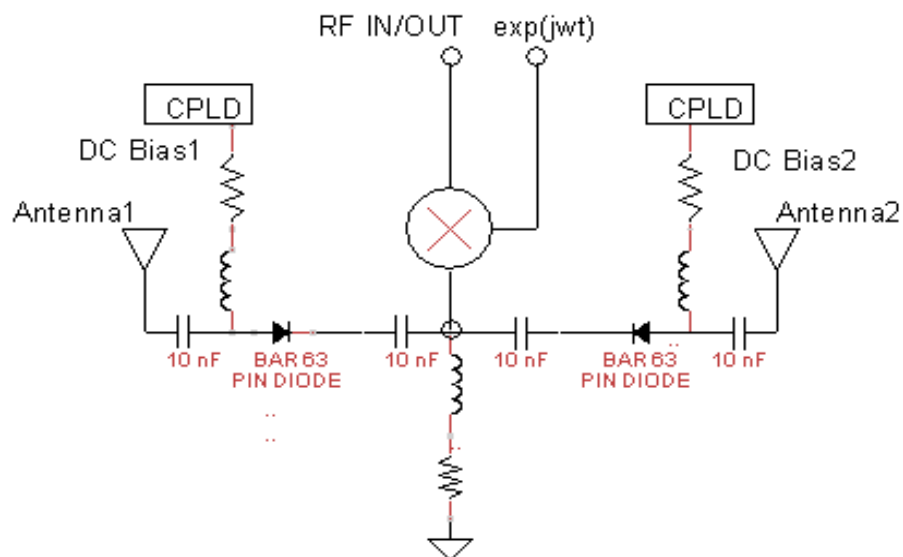 RF IN/OUT exp(jwt)
CPLD CPLD
DC Bias1 DC Bias2
Antenna1 Antenna2
10 nF BAR 63 10 nF 10 nF BAR 63 10 nF
PIN DIODE PIN DIODE